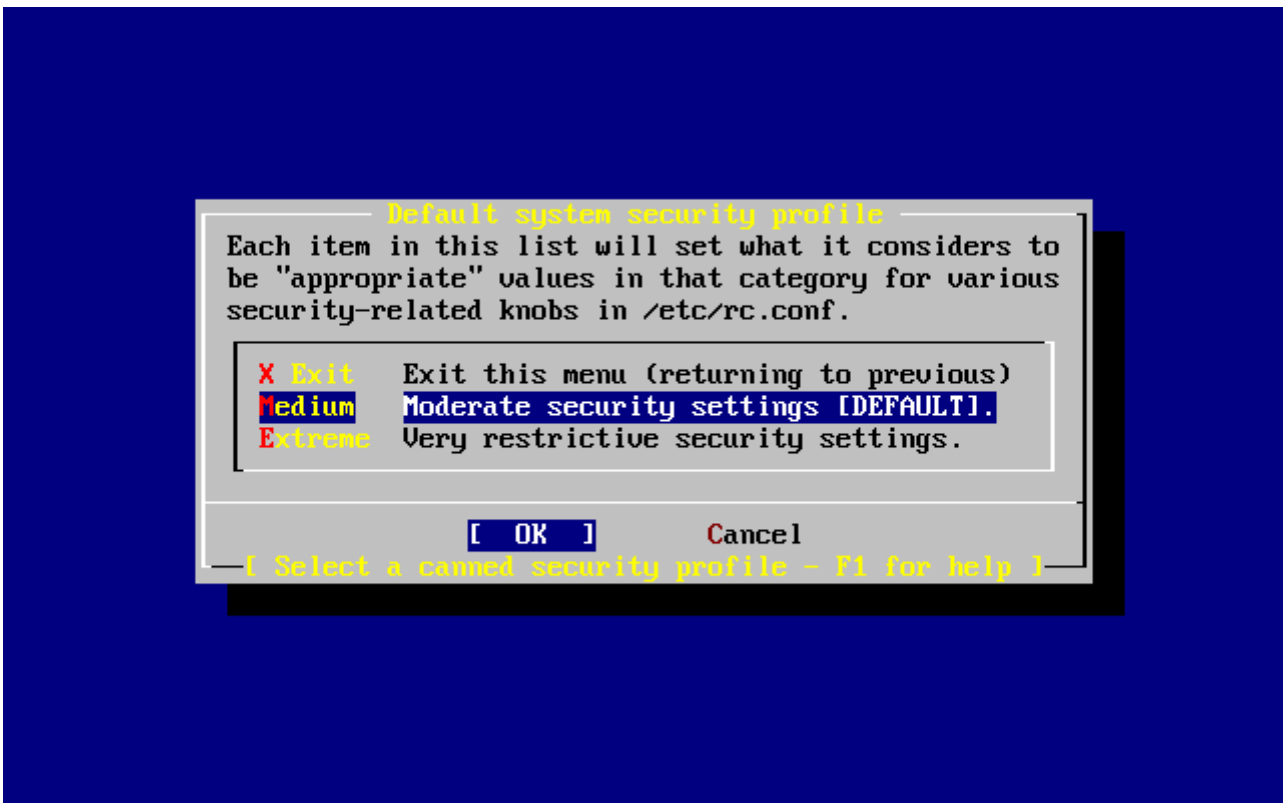 Default system security profile
Each item in this list will set what it considers to
be "appropriate" values in that category for various
security-related knobs in /etc/rc.conf.
X Exit Exit this menu (returning to previous)
Medium Moderate security settings [DEFAULT].
Extreme Very restrictive security settings.
[ OK ] Cancel
[ Select a canned security profile - F1 for help ]